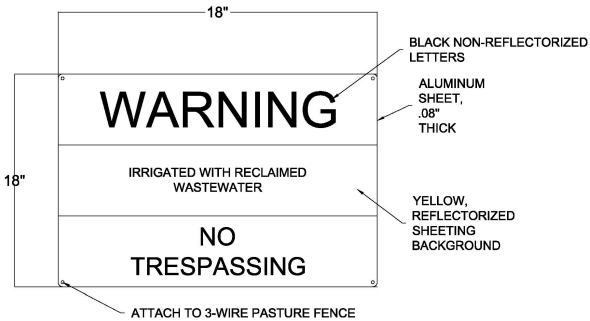 18"
BLACK NON-REFLECTORIZED
LETTERS
WARNING
ALUMINUM
SHEET,
.08"
THICK
18"
IRRIGATED WITH RECLAIMED
WASTEWATER
YELLOW,
REFLECTORIZED
SHEETING
BACKGROUND
NO
TRESPASSING
ATTACH TO 3-WIRE PASTURE FENCE